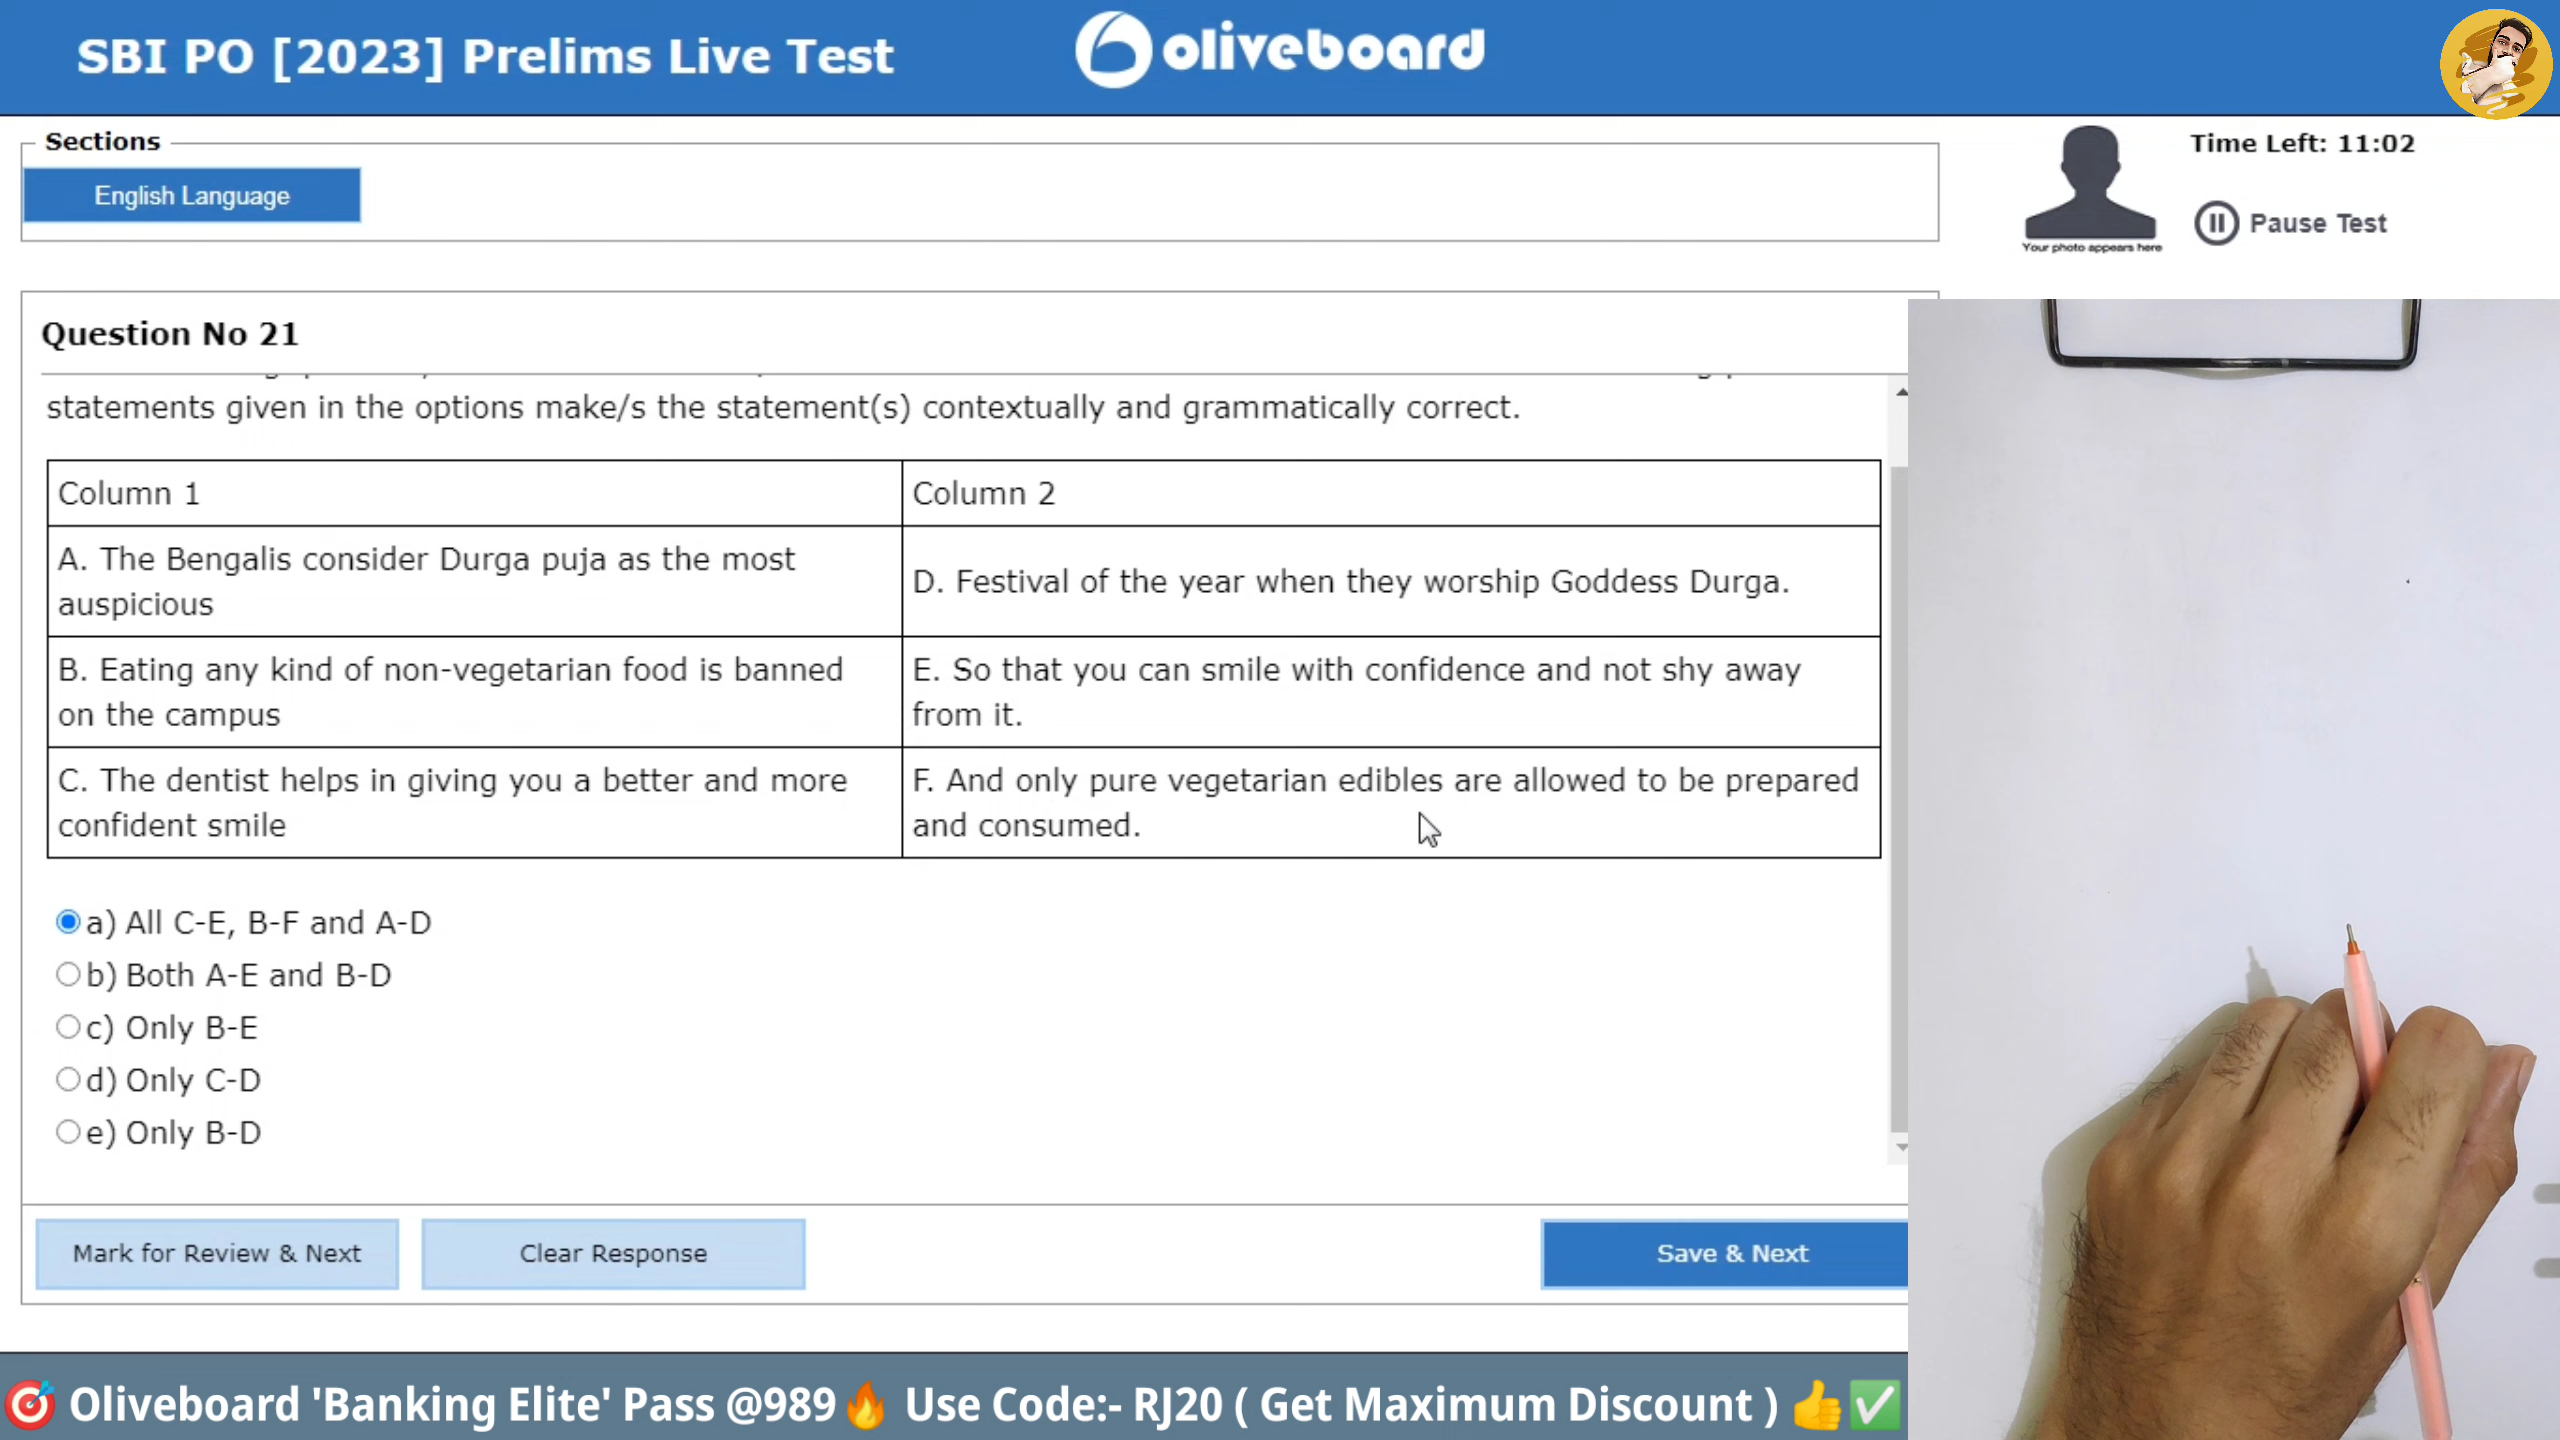 SBI PO [2023] Prelims Live Test
oliveboard
Sections
English Language
Time Left: 11:02
Pause Test
Your photo appears here
Question No 21
statements given in the options make/s the statement(s) contextually and grammatically correct.
Column 1
Column 2
A. The Bengalis consider Durga puja as the most
auspicious
D. Festival of the year when they worship Goddess Durga.
B. Eating any kind of non-vegetarian food is banned
on the campus
E. So that you can smile with confidence and not shy away
from it.
C. The dentist helps in giving you a better and more
confident smile
F. And only pure vegetarian edibles are allowed to be prepared
and consumed.
a) All C-E, B-F and A-D
b) Both A-E and B-D
c) Only B-E
d) Only C-D
e) Only B-D
Mark for Review & Next
Clear Response
Save & Next
🎯 Oliveboard 'Banking Elite' Pass @989🔥 Use Code:- RJ20 ( Get Maximum Discount ) 👍✅